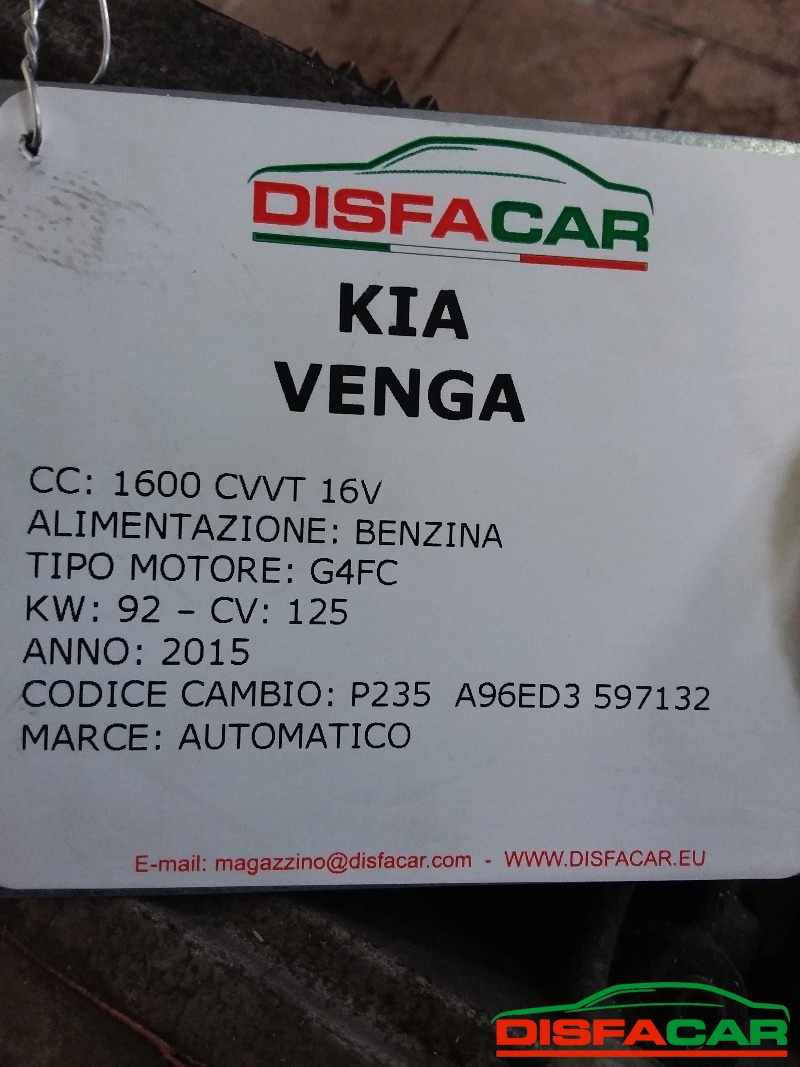 DISFACAR
KIA
VENGA
CC: 1600 CVVT 16V
ALIMENTAZIONE: BENZINA
TIPO MOTORE: G4FC
KW: 92 – CV: 125
ANNO: 2015
CODICE CAMBIO: P235 A96ED3 597132
MARCE: AUTOMATICO
E-mail: magazzino@disfacar.com - WWW.DISFACAR.EU
DISFACAR